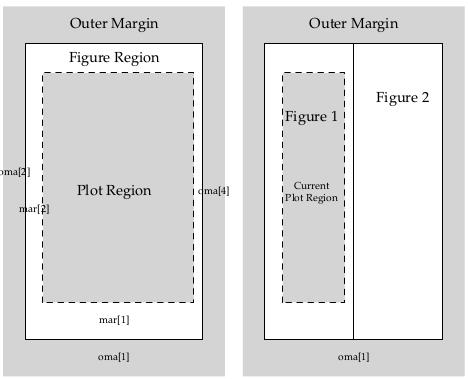 Outer Margin
Figure Region
oma[2]
Plot Region
oma[4]
mar[2]
mar[1]
oma[1]
Outer Margin
Figure 2
Figure 1
Current
Plot Region
oma[1]